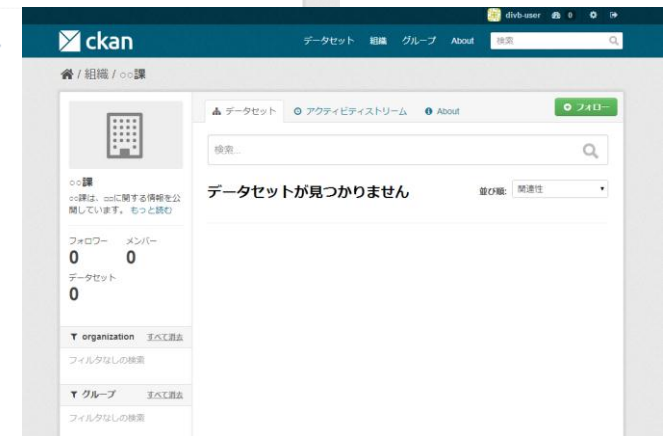 divb-user 0
ckan
データセット 組織 グループ About 検索
/ 組織 / ○○課
データセット アクティビティストリーム About
フォロー
検索...
○○課
○○課は、□□に関する情報を公
開しています。 もっと読む
データセットが見つかりません
並び順: 関連性
フォロワー メンバー
0 0
データセット
0
organization すべて消去
フィルタなしの検索
グループ すべて消去
フィルタなしの検索